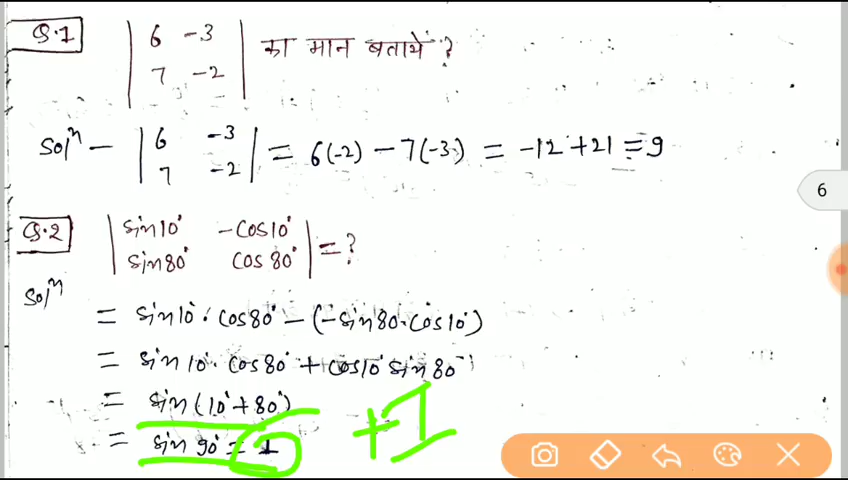 Q.1 | 6 -3 | का मान बताये ?
| 7 -2 |
Solⁿ - | 6 -3 | = 6(-2) - 7(-3) = -12 + 21 = 9
| 7 -2 |
6
Q.2 | sin10° -cos10° | = ?
| sin80° cos80° |
Solⁿ
= sin10°. cos80° - (-sin80.cos10°)
= sin10°. cos80° + cos10° sin80°
= sin(10°+80°)
= sin 90° = 1
+1